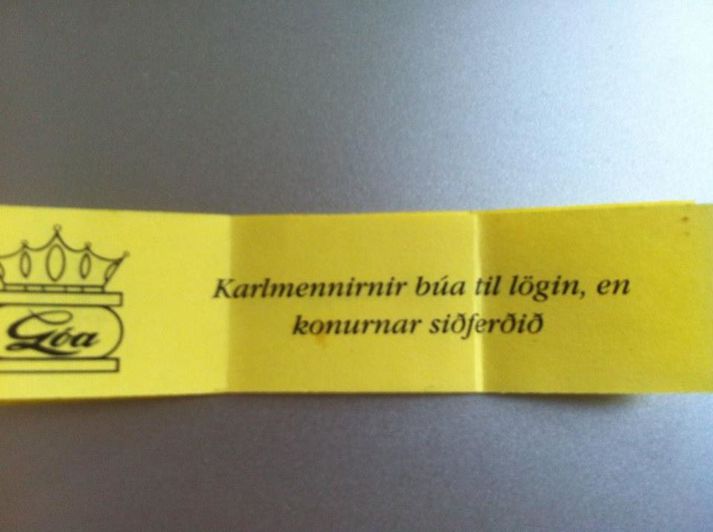 Góa
Karlmennirnir búa til lögin, en
konurnar siðferðið